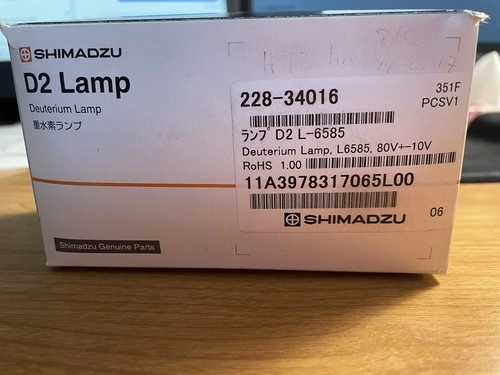 SHIMADZU
D2 Lamp
Deuterium Lamp
重水素ランプ
Shimadzu Genuine Parts
351F
228-34016
PCSV1
ランプ D2 L-6585
Deuterium Lamp, L6585, 80V+-10V
RoHS 1.00
11A3978317065L00
SHIMADZU
06